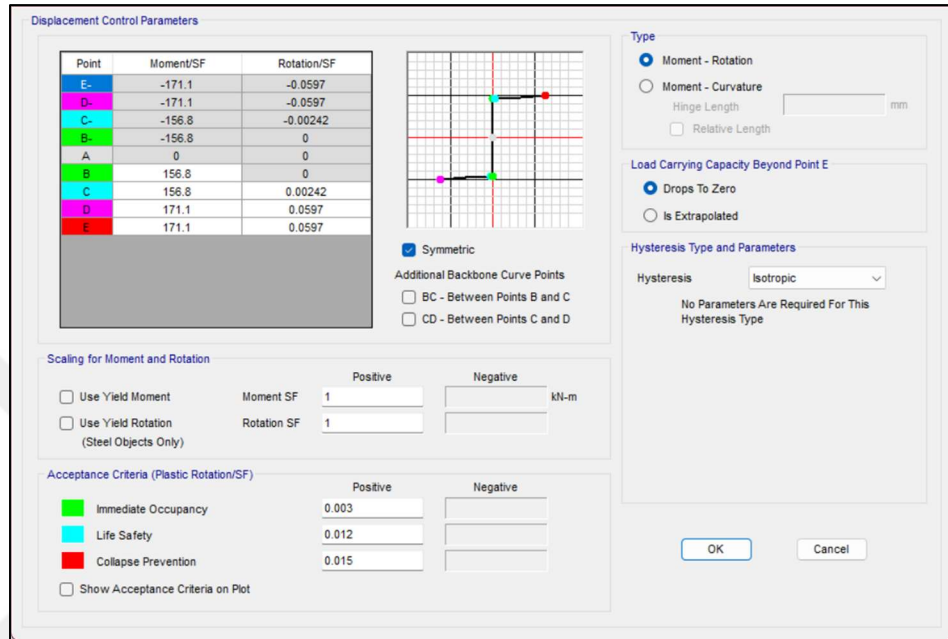 Displacement Control Parameters
Point Moment/SF Rotation/SF
E- -171.1 -0.0597
D- -171.1 -0.0597
C- -156.8 -0.00242
B- -156.8 0
A 0 0
B 156.8 0
C 156.8 0.00242
D 171.1 0.0597
E 171.1 0.0597
Symmetric
Additional Backbone Curve Points
BC - Between Points B and C
CD - Between Points C and D
Scaling for Moment and Rotation
Positive Negative
Use Yield Moment Moment SF 1 kN-m
Use Yield Rotation Rotation SF 1
(Steel Objects Only)
Acceptance Criteria (Plastic Rotation/SF)
Positive Negative
Immediate Occupancy 0.003
Life Safety 0.012
Collapse Prevention 0.015
Show Acceptance Criteria on Plot
Type
Moment - Rotation
Moment - Curvature
Hinge Length mm
Relative Length
Load Carrying Capacity Beyond Point E
Drops To Zero
Is Extrapolated
Hysteresis Type and Parameters
Hysteresis Isotropic
No Parameters Are Required For This
Hysteresis Type
OK Cancel